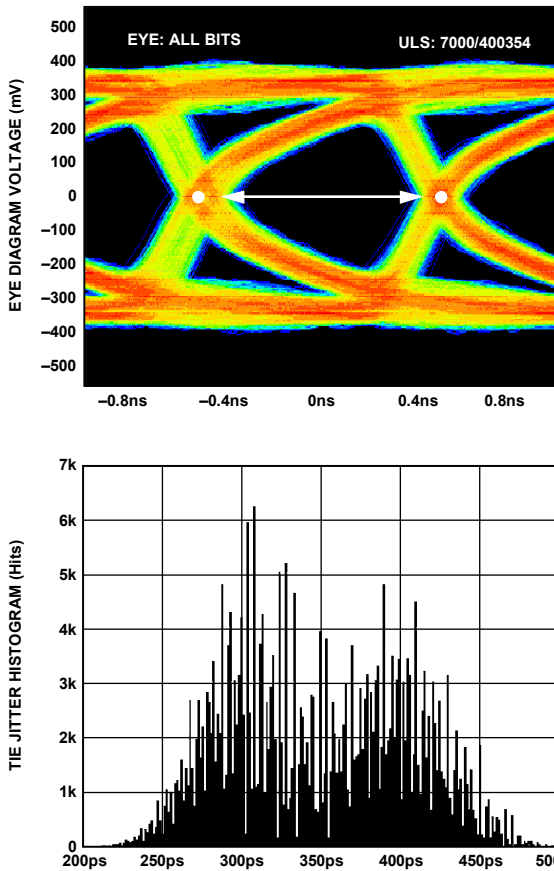 EYE: ALL BITS
ULS: 7000/400354
EYE DIAGRAM VOLTAGE (mV)
500
400
300
200
100
0
–100
–200
–300
–400
–500
–0.8ns
–0.4ns
0ns
0.4ns
0.8ns
TIE JITTER HISTOGRAM (Hits)
7k
6k
5k
4k
3k
2k
1k
0
200ps
250ps
300ps
350ps
400ps
450ps